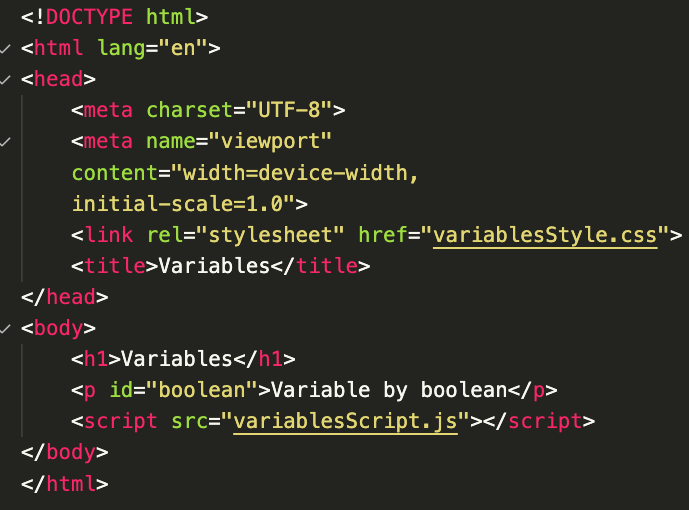 <!DOCTYPE html>
<html lang="en">
<head>
<meta charset="UTF-8">
<meta name="viewport"
content="width=device-width,
initial-scale=1.0">
<link rel="stylesheet" href="variablesStyle.css">
<title>Variables</title>
</head>
<body>
<h1>Variables</h1>
<p id="boolean">Variable by boolean</p>
<script src="variablesScript.js"></script>
</body>
</html>